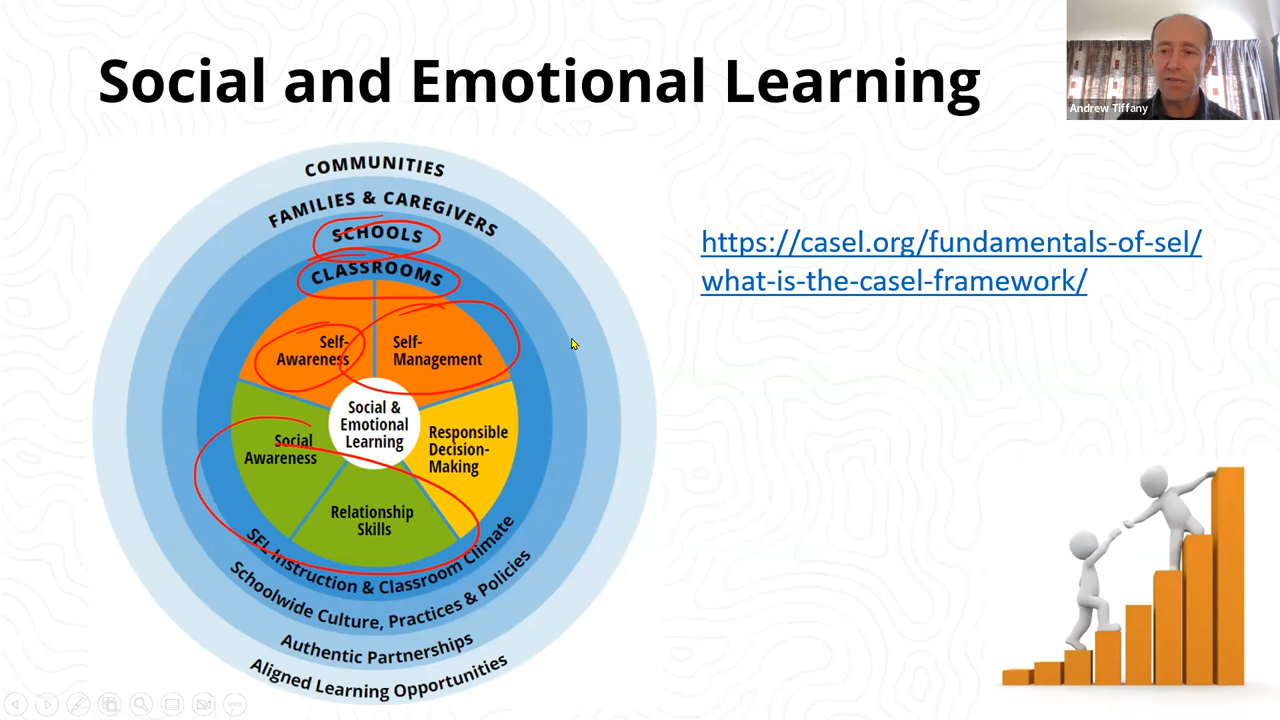 Social and Emotional Learning
Andrew Tiffany
COMMUNITIES
FAMILIES & CAREGIVERS
SCHOOLS
CLASSROOMS
Self-
Awareness
Self-
Management
Social &
Emotional
Learning
Social
Awareness
Responsible
Decision-
Making
Relationship
Skills
SEL Instruction & Classroom Climate
Schoolwide Culture, Practices & Policies
Authentic Partnerships
Aligned Learning Opportunities
https://casel.org/fundamentals-of-sel/
what-is-the-casel-framework/